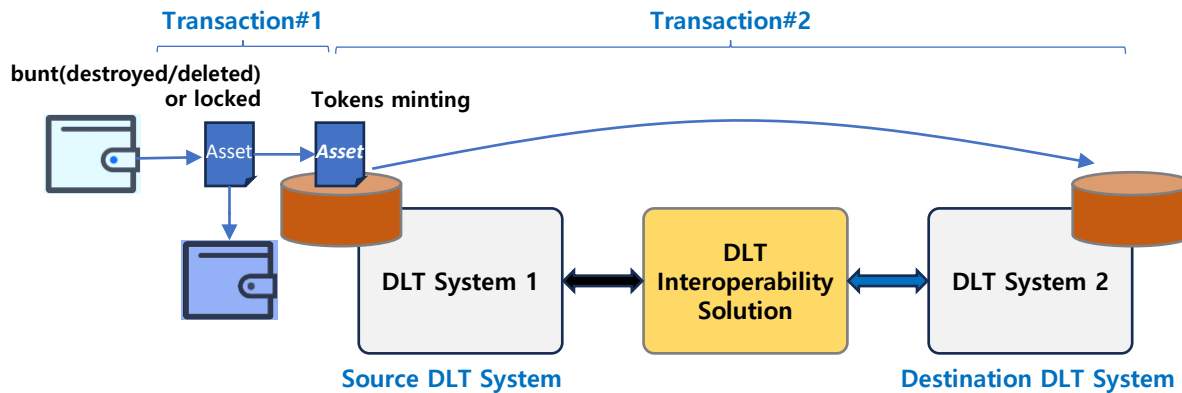 Transaction#1
Transaction#2
bunt(destroyed/deleted)
or locked
Tokens minting
Asset
Asset
DLT System 1
DLT
Interoperability
Solution
DLT System 2
Source DLT System
Destination DLT System